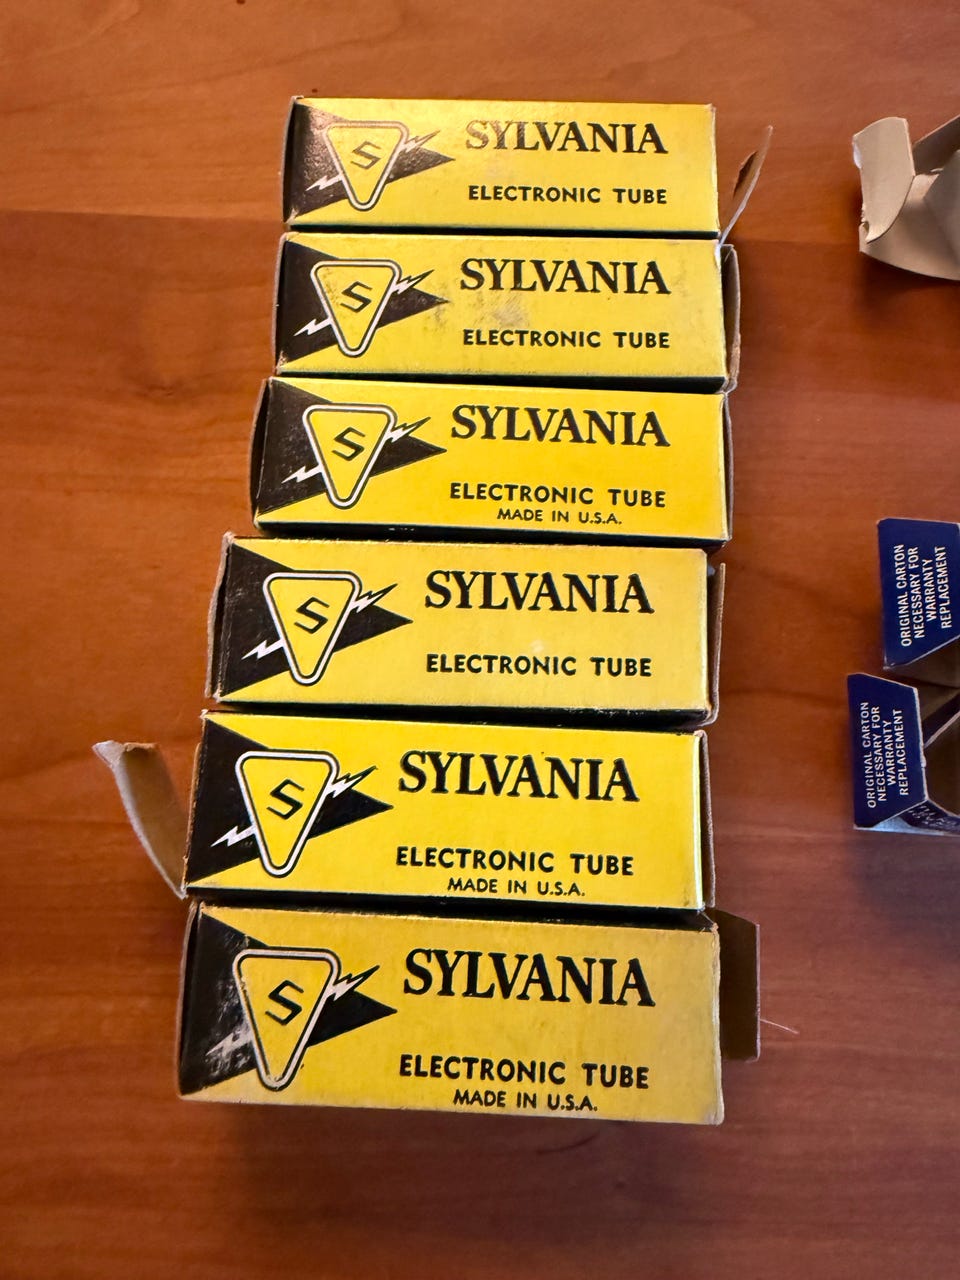 S
SYLVANIA
ELECTRONIC TUBE
S
SYLVANIA
ELECTRONIC TUBE
S
SYLVANIA
ELECTRONIC TUBE
MADE IN U.S.A.
S
SYLVANIA
ELECTRONIC TUBE
S
SYLVANIA
ELECTRONIC TUBE
MADE IN U.S.A.
S
SYLVANIA
ELECTRONIC TUBE
MADE IN U.S.A.
ORIGINAL CARTON
NECESSARY FOR
WARRANTY
REPLACEMENT
ORIGINAL CARTON
NECESSARY FOR
WARRANTY
REPLACEMENT